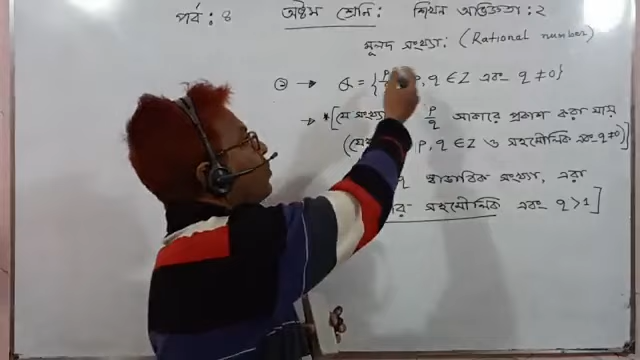 পর্ব : ৪ অষ্টম শ্রেণি : শিখন অভিজ্ঞতা : ২
মূলদ সংখ্যা : (Rational number)
→ Q = { p, q ∈ Z এবং q ≠ 0}
→ *[যে সংখ্যা p/q আকারে প্রকাশ করা যায়
p, q ∈ Z ও সহমৌলিক এবং q ≠ 0)]
q স্বাভাবিক সংখ্যা, এরা
সহমৌলিক এবং q > 1]